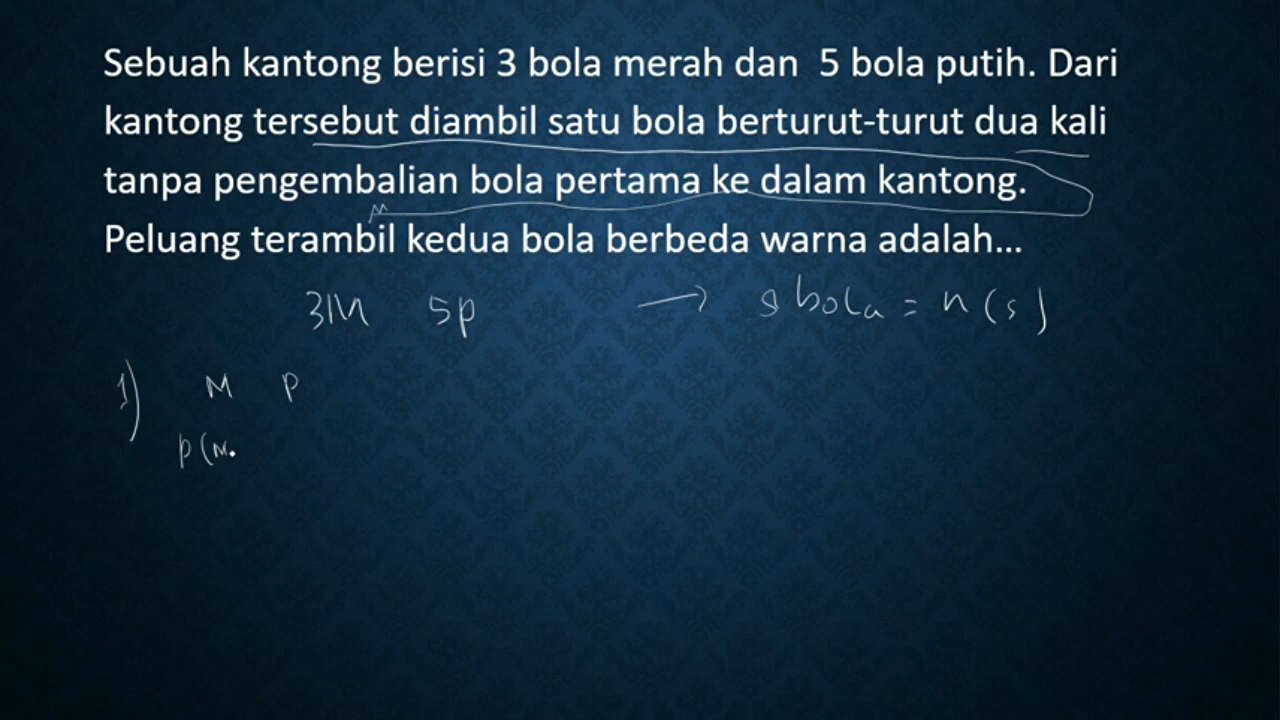 Sebuah kantong berisi 3 bola merah dan 5 bola putih. Dari
kantong tersebut diambil satu bola berturut-turut dua kali
tanpa pengembalian bola pertama ke dalam kantong.
M
Peluang terambil kedua bola berbeda warna adalah...
3M 5p → 8 bola = n(s)
1) M P
p(M.